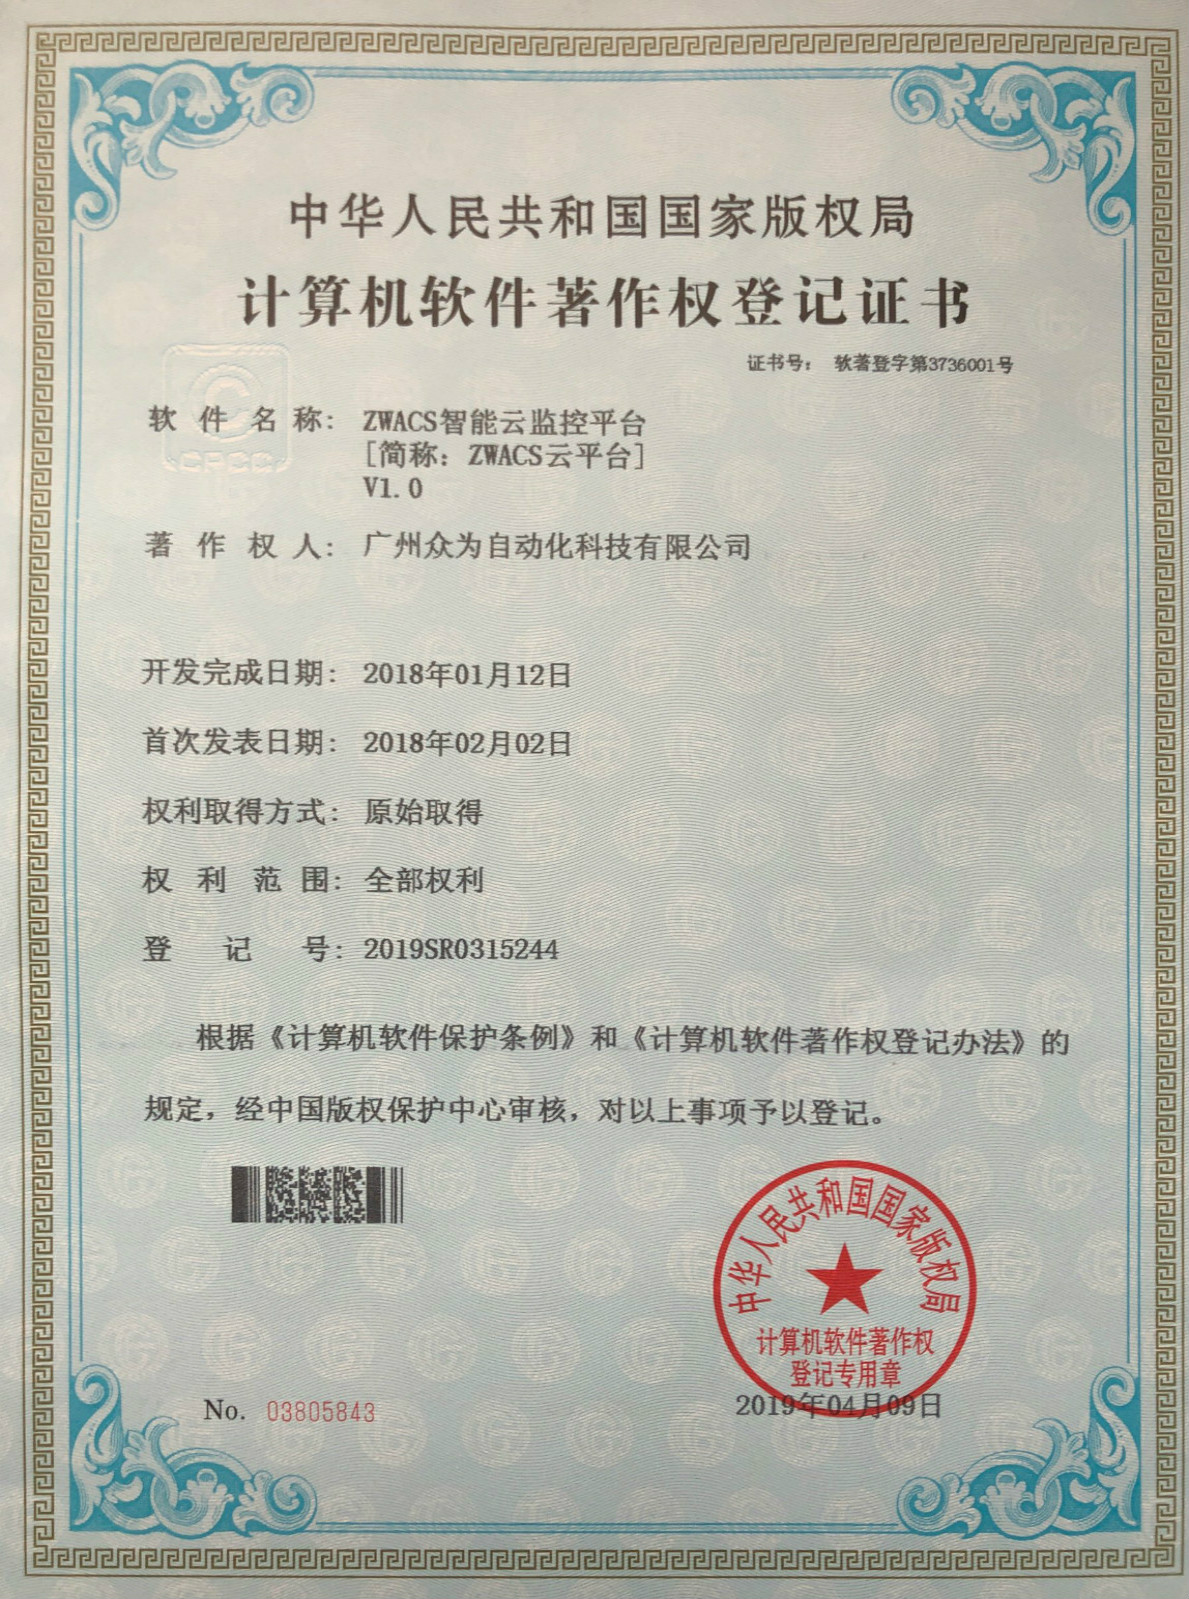 中华人民共和国国家版权局
计算机软件著作权登记证书
证书号： 软著登字第3736001号
软件名称： ZWACS智能云监控平台
[简称：ZWACS云平台]
V1.0
著作权人： 广州众为自动化科技有限公司
开发完成日期： 2018年01月12日
首次发表日期： 2018年02月02日
权利取得方式： 原始取得
权利范围： 全部权利
登记号： 2019SR0315244
根据《计算机软件保护条例》和《计算机软件著作权登记办法》的
规定，经中国版权保护中心审核，对以上事项予以登记。
中华人民共和国国家版权局
计算机软件著作权
登记专用章
No. 03805843
2019年04月09日
CPCC